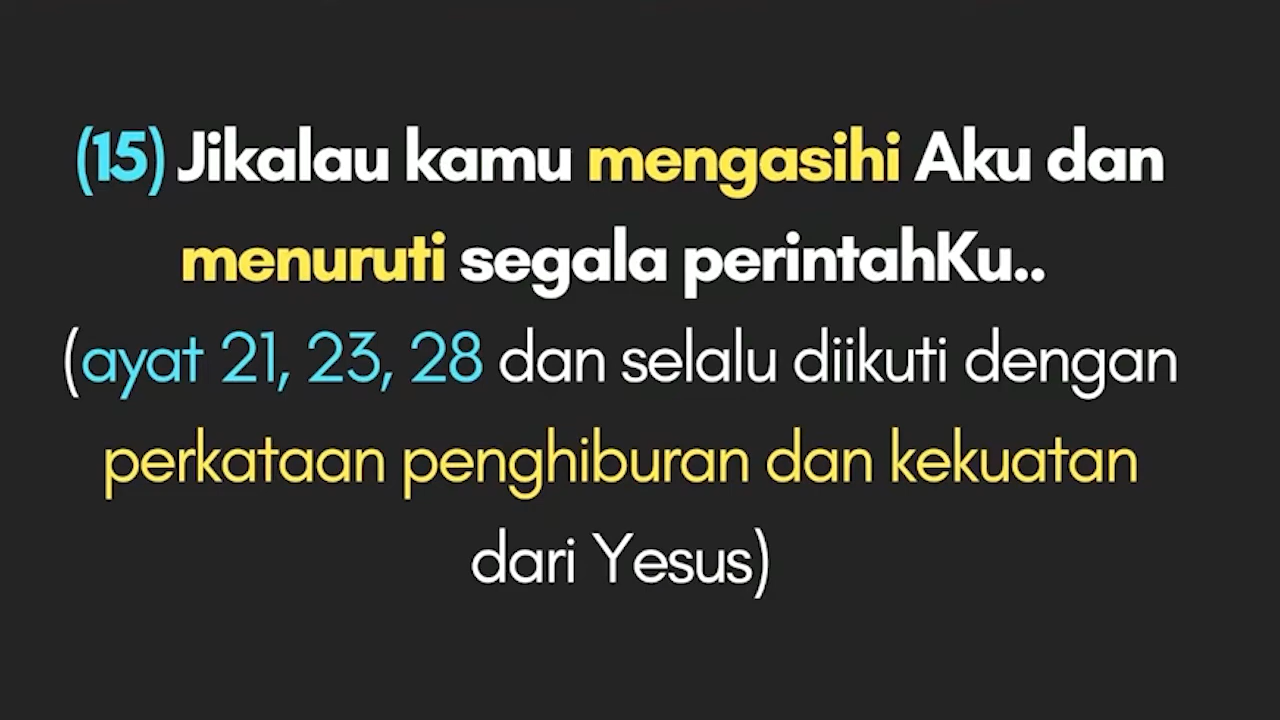 (15) Jikalau kamu mengasihi Aku dan
menuruti segala perintahKu..
(ayat 21, 23, 28 dan selalu diikuti dengan
perkataan penghiburan dan kekuatan
dari Yesus)